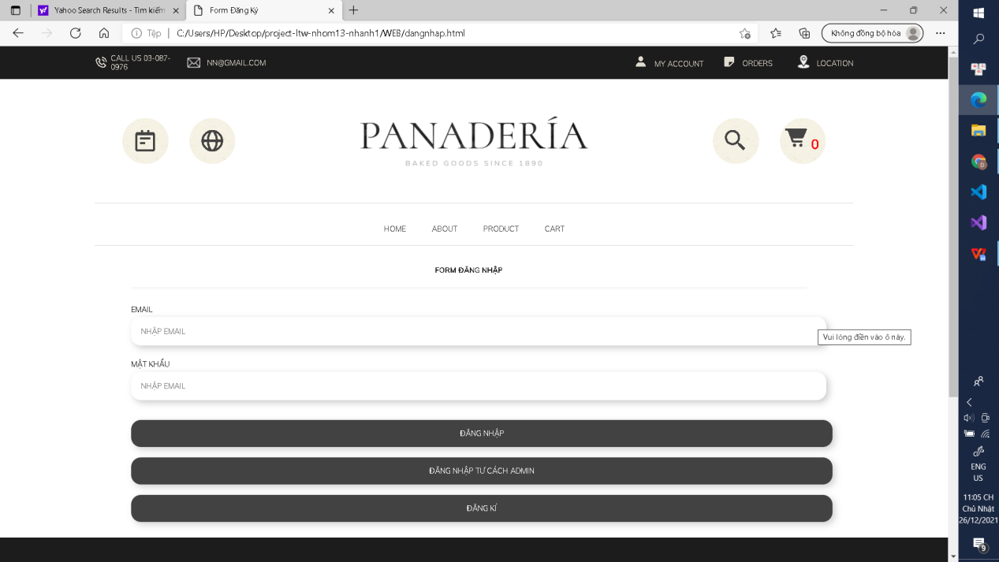 Yahoo Search Results - Tìm kiếm
Form Đăng Ký
Tệp
C:/Users/HP/Desktop/project-ltw-nhom13-nhanh1/WEB/dangnhap.html
Không đồng bộ hóa
CALL US 03-087-
0976
NN@GMAIL.COM
MY ACCOUNT
ORDERS
LOCATION
PANADERÍA
BAKED GOODS SINCE 1890
0
HOME
ABOUT
PRODUCT
CART
FORM ĐĂNG NHẬP
EMAIL
NHẬP EMAIL
Vui lòng điền vào ô này.
MẬT KHẨU
NHẬP EMAIL
ĐĂNG NHẬP
ĐĂNG NHẬP TƯ CÁCH ADMIN
ĐĂNG KÍ
ENG
US
11:05 CH
Chủ Nhật
26/12/2021
9